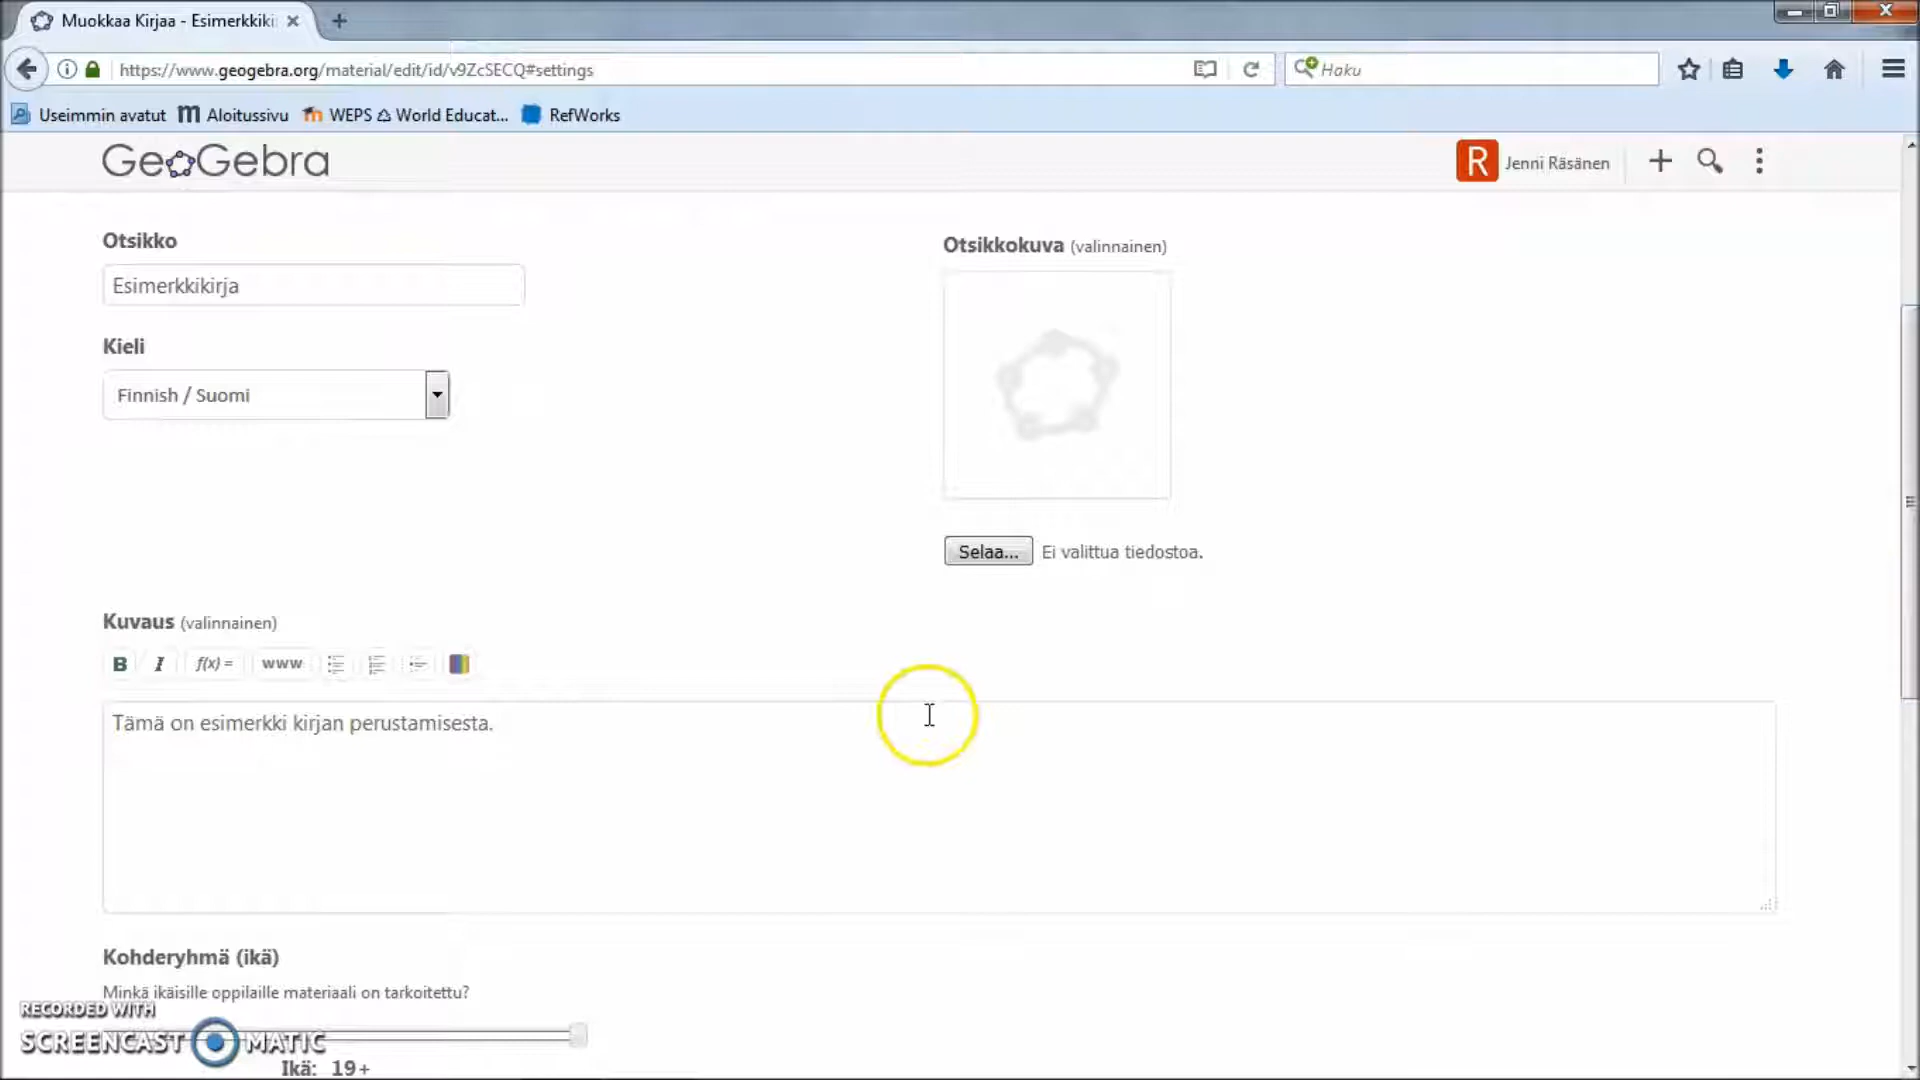 Muokkaa Kirjaa - Esimerkkiki
https://www.geogebra.org/material/edit/id/v9ZcSECQ#settings
Haku
Useimmin avatut
Aloitussivu
WEPS
World Educat...
RefWorks
GeoGebra
R
Jenni Räsänen
Otsikko
Esimerkkikirja
Otsikkokuva (valinnainen)
Kieli
Finnish / Suomi
Selaa...
Ei valittua tiedostoa.
Kuvaus (valinnainen)
B
I
f(x) =
www
Tämä on esimerkki kirjan perustamisesta.
Kohderyhmä (ikä)
Minkä ikäisille oppilaille materiaali on tarkoitettu?
RECORDED WITH
SCREENCAST MATIC
Ikä: 19+